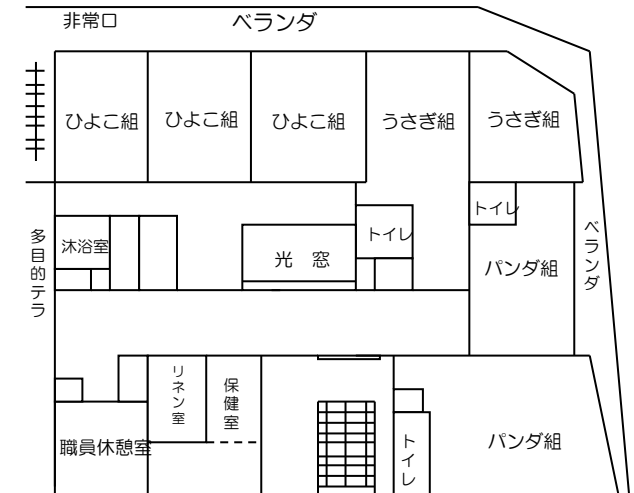 非常口
ベランダ
ひよこ組
ひよこ組
ひよこ組
うさぎ組
うさぎ組
トイレ
トイレ
沐浴室
光 窓
パンダ組
ベランダ
多目的テラ
リネン室
保健室
職員休憩室
トイレ
パンダ組